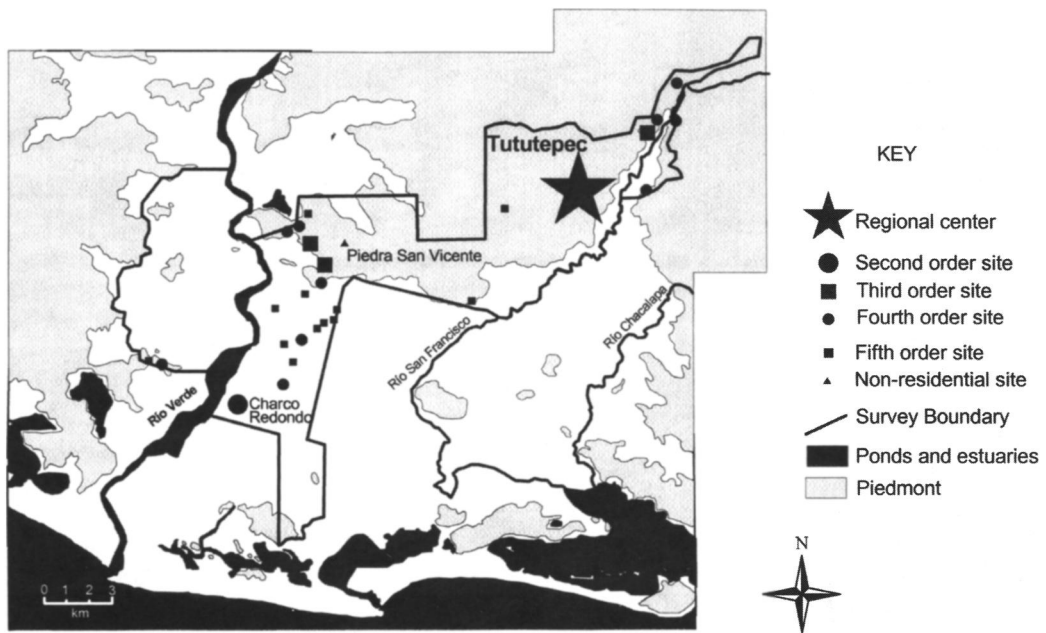 Tututepec
Piedra San Vicente
Río San Francisco
Río Chacalapa
Río Verde
Charco
Redondo
0 1 2 3
km
KEY
Regional center
Second order site
Third order site
Fourth order site
Fifth order site
Non-residential site
Survey Boundary
Ponds and estuaries
Piedmont
N